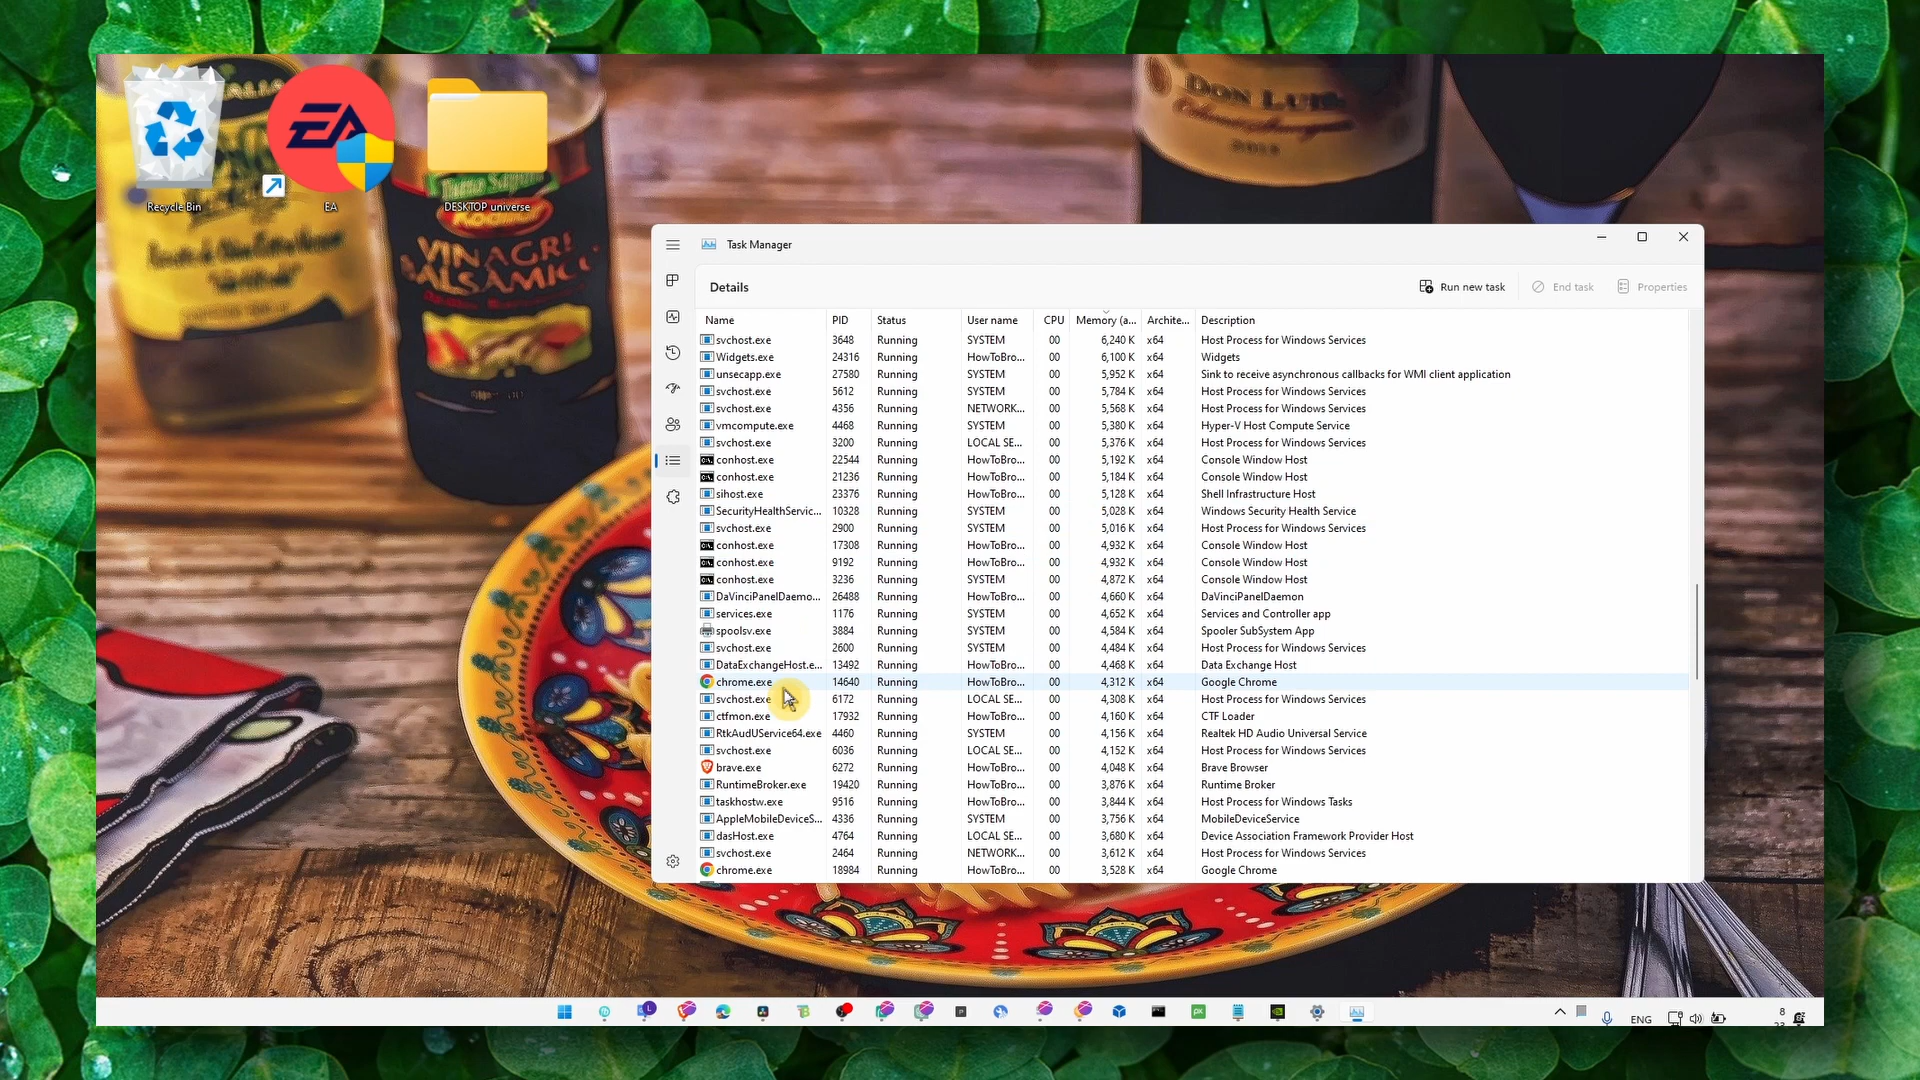 DON LUIS
2015
EA
VINAGRE
BALSÁMICO
Recycle Bin
EA
DESKTOP universe
Task Manager
Details
Run new task
End task
Properties
Name PID Status User name CPU Memory (a... Archite... Description
svchost.exe 3648 Running SYSTEM 00 6,240 K x64 Host Process for Windows Services
Widgets.exe 24316 Running HowToBro... 00 6,100 K x64 Widgets
unsecapp.exe 27580 Running SYSTEM 00 5,952 K x64 Sink to receive asynchronous callbacks for WMI client application
svchost.exe 5612 Running SYSTEM 00 5,784 K x64 Host Process for Windows Services
svchost.exe 4356 Running NETWORK... 00 5,568 K x64 Host Process for Windows Services
vmcompute.exe 4468 Running SYSTEM 00 5,380 K x64 Hyper-V Host Compute Service
svchost.exe 3200 Running LOCAL SE... 00 5,376 K x64 Host Process for Windows Services
conhost.exe 22544 Running HowToBro... 00 5,192 K x64 Console Window Host
conhost.exe 21236 Running HowToBro... 00 5,184 K x64 Console Window Host
sihost.exe 23376 Running HowToBro... 00 5,128 K x64 Shell Infrastructure Host
SecurityHealthServic... 10328 Running SYSTEM 00 5,028 K x64 Windows Security Health Service
svchost.exe 2900 Running SYSTEM 00 5,016 K x64 Host Process for Windows Services
conhost.exe 17308 Running HowToBro... 00 4,932 K x64 Console Window Host
conhost.exe 9192 Running HowToBro... 00 4,932 K x64 Console Window Host
conhost.exe 3236 Running SYSTEM 00 4,872 K x64 Console Window Host
DaVinciPanelDaemo... 26488 Running HowToBro... 00 4,660 K x64 DaVinciPanelDaemon
services.exe 1176 Running SYSTEM 00 4,652 K x64 Services and Controller app
spoolsv.exe 3884 Running SYSTEM 00 4,584 K x64 Spooler SubSystem App
svchost.exe 2600 Running SYSTEM 00 4,484 K x64 Host Process for Windows Services
DataExchangeHost.e... 13492 Running HowToBro... 00 4,468 K x64 Data Exchange Host
chrome.exe 14640 Running HowToBro... 00 4,312 K x64 Google Chrome
svchost.exe 6172 Running LOCAL SE... 00 4,308 K x64 Host Process for Windows Services
ctfmon.exe 17932 Running HowToBro... 00 4,160 K x64 CTF Loader
RtkAudUService64.exe 4460 Running SYSTEM 00 4,156 K x64 Realtek HD Audio Universal Service
svchost.exe 6036 Running LOCAL SE... 00 4,152 K x64 Host Process for Windows Services
brave.exe 6272 Running HowToBro... 00 4,048 K x64 Brave Browser
RuntimeBroker.exe 19420 Running HowToBro... 00 3,876 K x64 Runtime Broker
taskhostw.exe 9516 Running HowToBro... 00 3,844 K x64 Host Process for Windows Tasks
AppleMobileDeviceS... 4336 Running SYSTEM 00 3,756 K x64 MobileDeviceService
dasHost.exe 4764 Running LOCAL SE... 00 3,680 K x64 Device Association Framework Provider Host
svchost.exe 2464 Running NETWORK... 00 3,612 K x64 Host Process for Windows Services
chrome.exe 18984 Running HowToBro... 00 3,528 K x64 Google Chrome
ENG
8